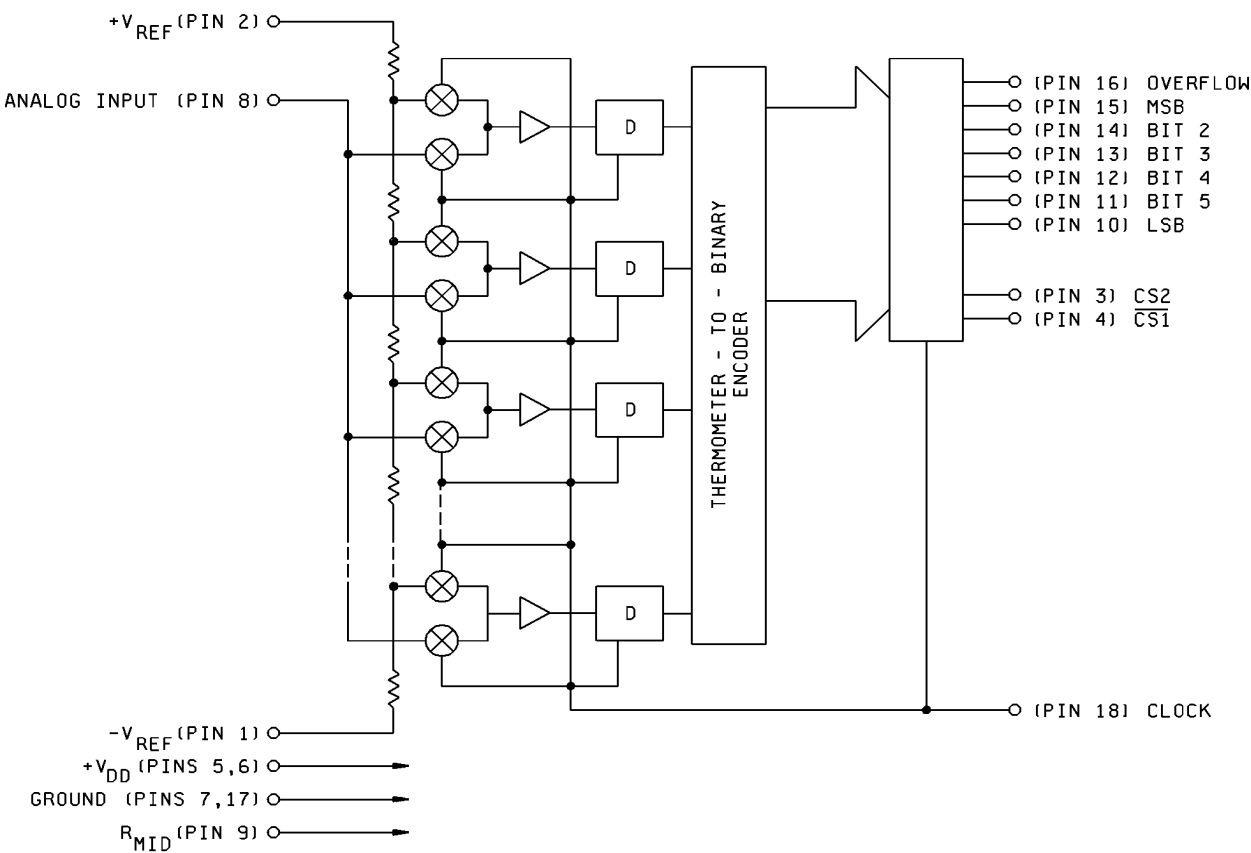 +VREF (PIN 2)
ANALOG INPUT (PIN 8)
D
D
D
D
THERMOMETER - TO - BINARY
ENCODER
(PIN 16) OVERFLOW
(PIN 15) MSB
(PIN 14) BIT 2
(PIN 13) BIT 3
(PIN 12) BIT 4
(PIN 11) BIT 5
(PIN 10) LSB
(PIN 3) CS2
(PIN 4) C̅S̅1̅
(PIN 18) CLOCK
-VREF (PIN 1)
+VDD (PINS 5,6)
GROUND (PINS 7,17)
RMID (PIN 9)